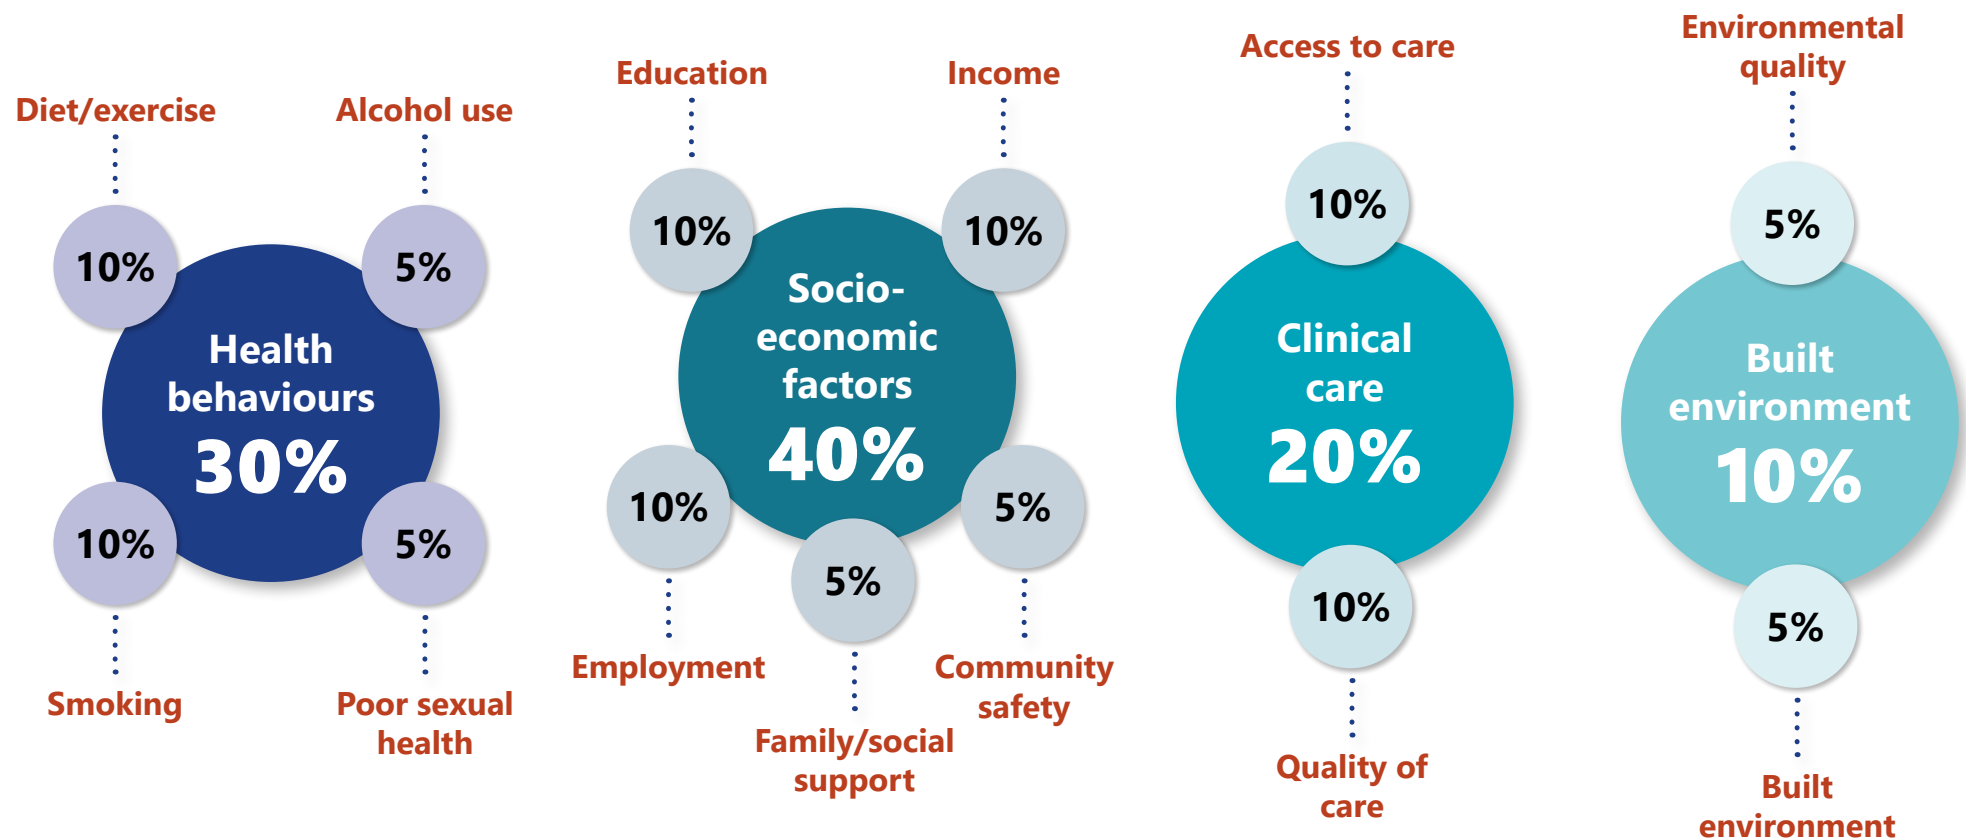 Diet/exercise
Alcohol use
10%
5%
Health
behaviours
30%
10%
5%
Smoking
Poor sexual
health
Education
Income
10%
10%
Socio-
economic
factors
40%
10%
5%
5%
Employment
Family/social
support
Community
safety
Access to care
10%
Clinical
care
20%
10%
Quality of
care
Environmental
quality
5%
Built
environment
10%
5%
Built
environment